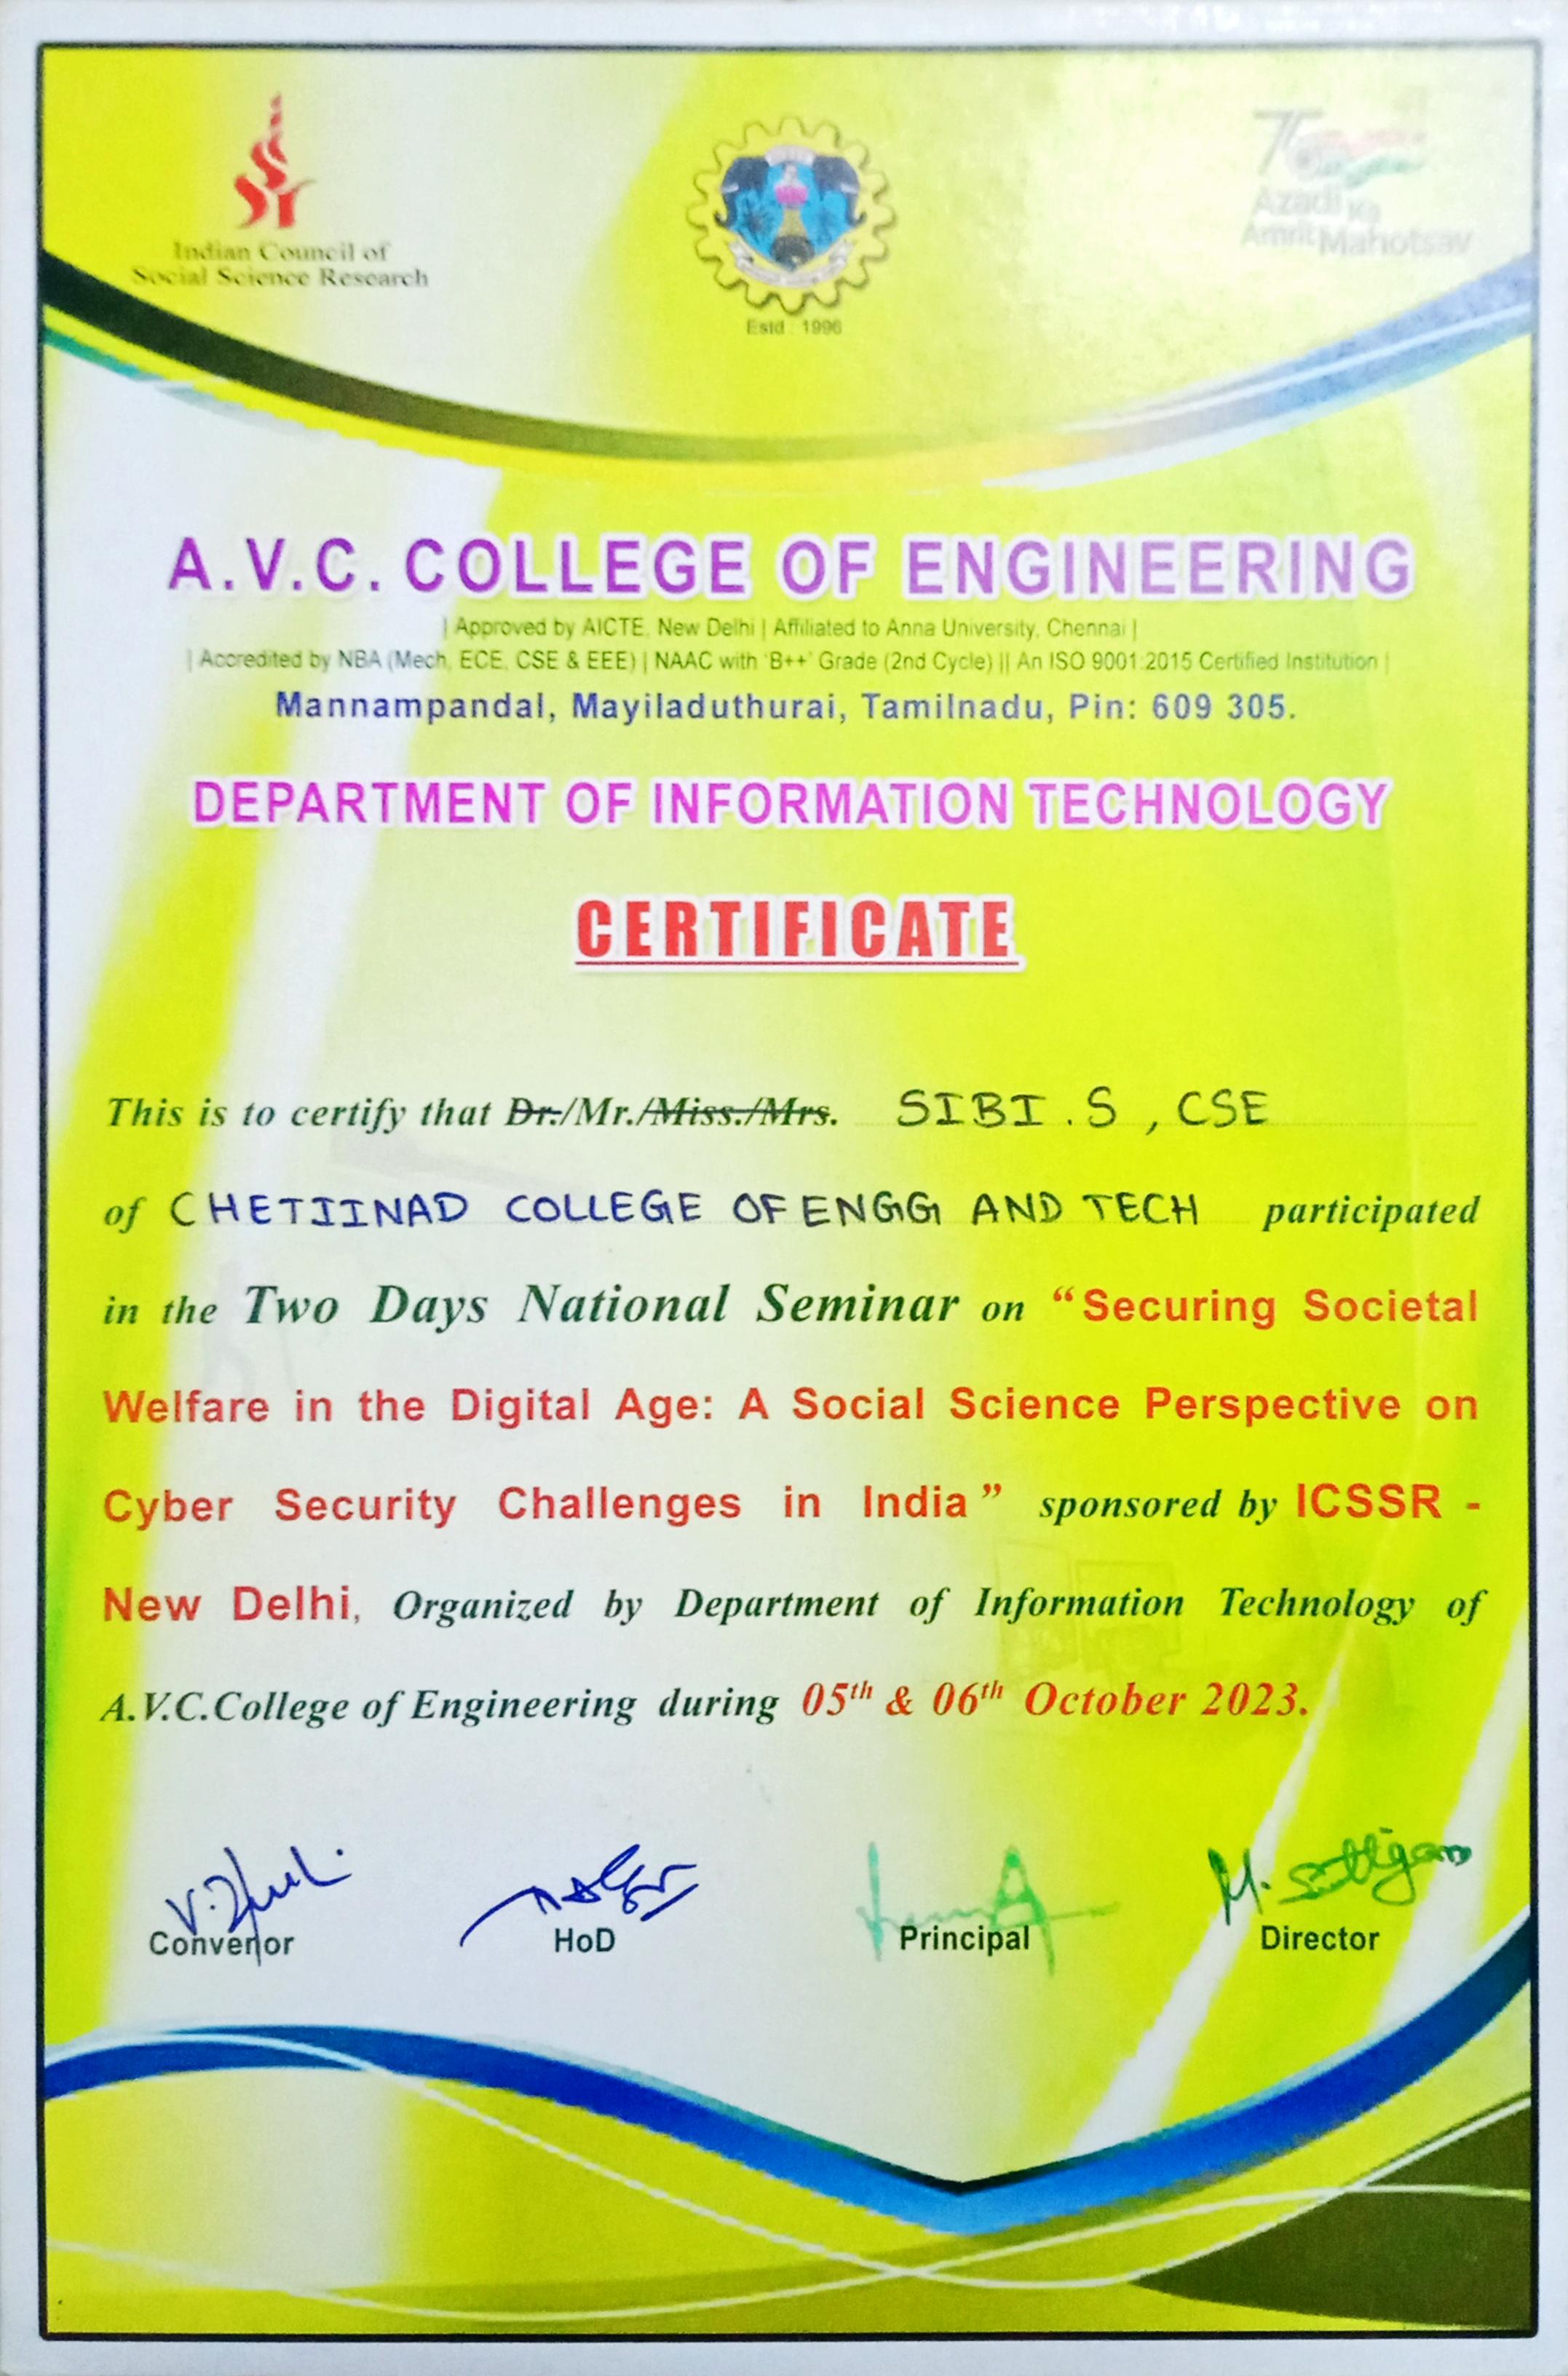 Indian Council of
Social Science Research
Estd : 1996
75
Azadi Ka
Amrit Mahotsav
A.V.C. COLLEGE OF ENGINEERING
| Approved by AICTE, New Delhi | Affiliated to Anna University, Chennai |
| Accredited by NBA (Mech, ECE, CSE & EEE) | NAAC with 'B++' Grade (2nd Cycle) || An ISO 9001:2015 Certified Institution |
Mannampandal, Mayiladuthurai, Tamilnadu, Pin: 609 305.
DEPARTMENT OF INFORMATION TECHNOLOGY
CERTIFICATE
This is to certify that Dr./Mr./Miss./Mrs. SIBI . S , CSE
of CHETIINAD COLLEGE OF ENGG AND TECH participated
in the Two Days National Seminar on “Securing Societal
Welfare in the Digital Age: A Social Science Perspective on
Cyber Security Challenges in India” sponsored by ICSSR -
New Delhi, Organized by Department of Information Technology of
A.V.C.College of Engineering during 05th & 06th October 2023.
Convenor HoD Principal Director